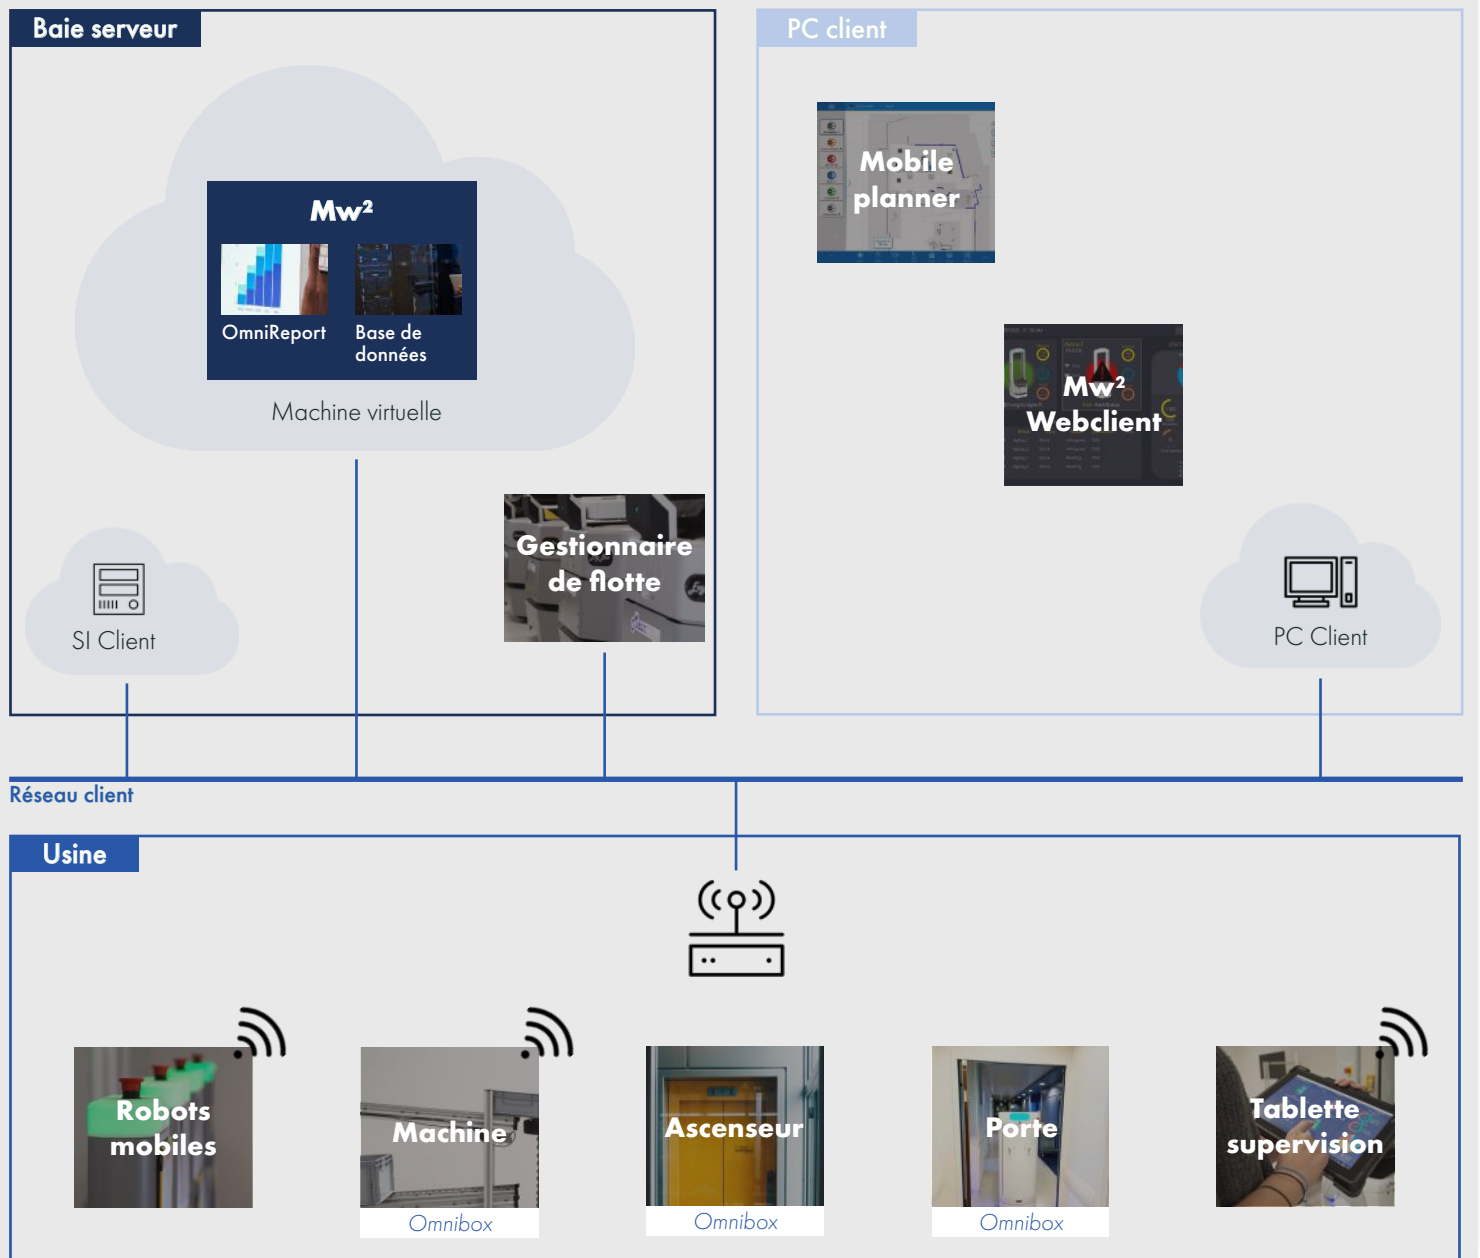 Baie serveur
Mw²
OmniReport
Base de
données
Machine virtuelle
SI Client
Gestionnaire
de flotte
PC client
Mobile
planner
Mw²
Webclient
PC Client
Réseau client
Usine
Robots
mobiles
Machine
Omnibox
Ascenseur
Omnibox
Porte
Omnibox
Tablette
supervision